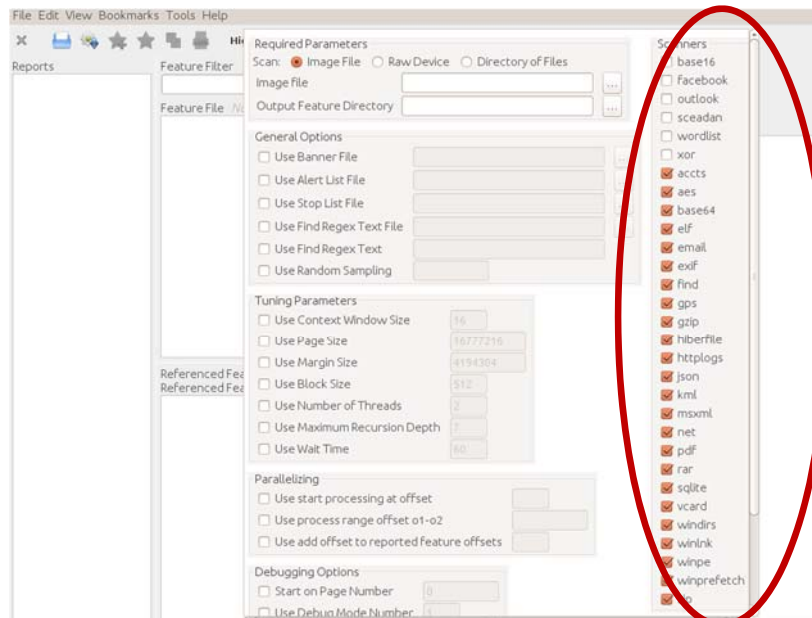 File Edit View Bookmarks Tools Help
Reports
Feature Filter
Feature File
Referenced
Referenced
Required Parameters
Scan: Image File Raw Device Directory of Files
Image file ...
Output Feature Directory ...
General Options
Use Banner File
Use Alert List File
Use Stop List File
Use Find Regex Text File
Use Find Regex Text
Use Random Sampling
Tuning Parameters
Use Context Window Size 16
Use Page Size 16777216
Use Margin Size 4194304
Use Block Size 512
Use Number of Threads 2
Use Maximum Recursion Depth 7
Use Wait Time 60
Parallelizing
Use start processing at offset
Use process range offset o1-o2
Use add offset to reported feature offsets
Debugging Options
Start on Page Number 0
Use Debug Mode Number
Scanners
base16
facebook
outlook
sceadan
wordlist
xor
accts
aes
base64
elf
email
exif
find
gps
gzip
hiberfile
httplogs
json
kml
msxml
net
pdf
rar
sqlite
vcard
windirs
winlnk
winpe
winprefetch